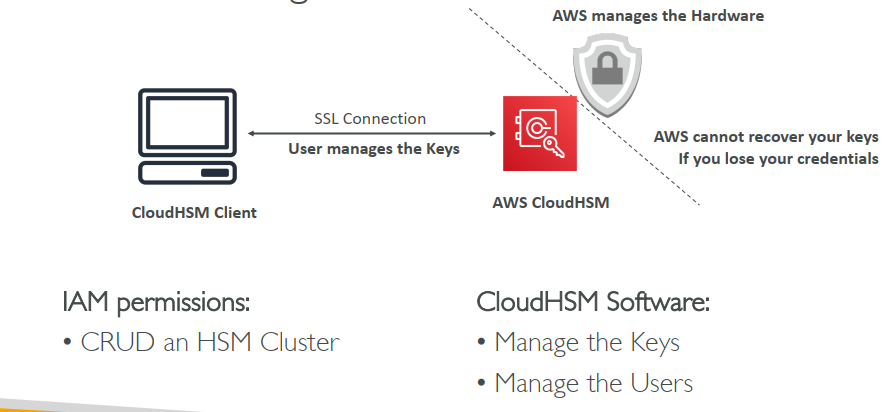 AWS manages the Hardware
SSL Connection
User manages the Keys
AWS cannot recover your keys
If you lose your credentials
CloudHSM Client
AWS CloudHSM
IAM permissions:
• CRUD an HSM Cluster
CloudHSM Software:
• Manage the Keys
• Manage the Users